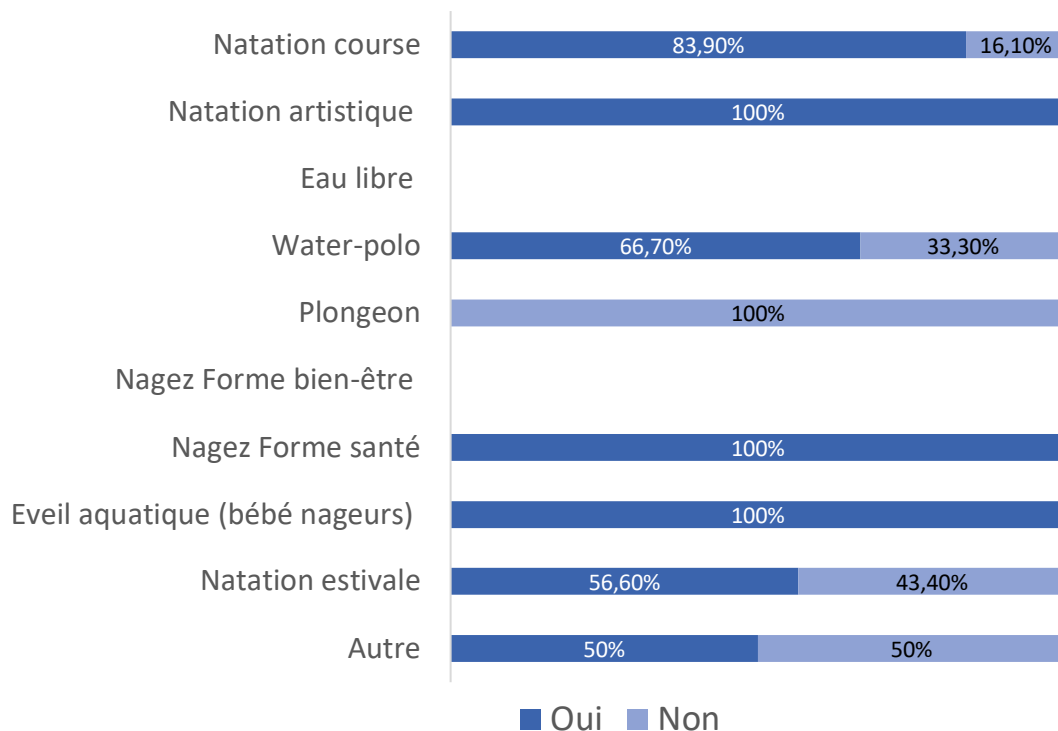 Natation course 83,90% 16,10%
Natation artistique 100%
Eau libre
Water-polo 66,70% 33,30%
Plongeon 100%
Nagez Forme bien-être
Nagez Forme santé 100%
Eveil aquatique (bébé nageurs) 100%
Natation estivale 56,60% 43,40%
Autre 50% 50%
Oui Non